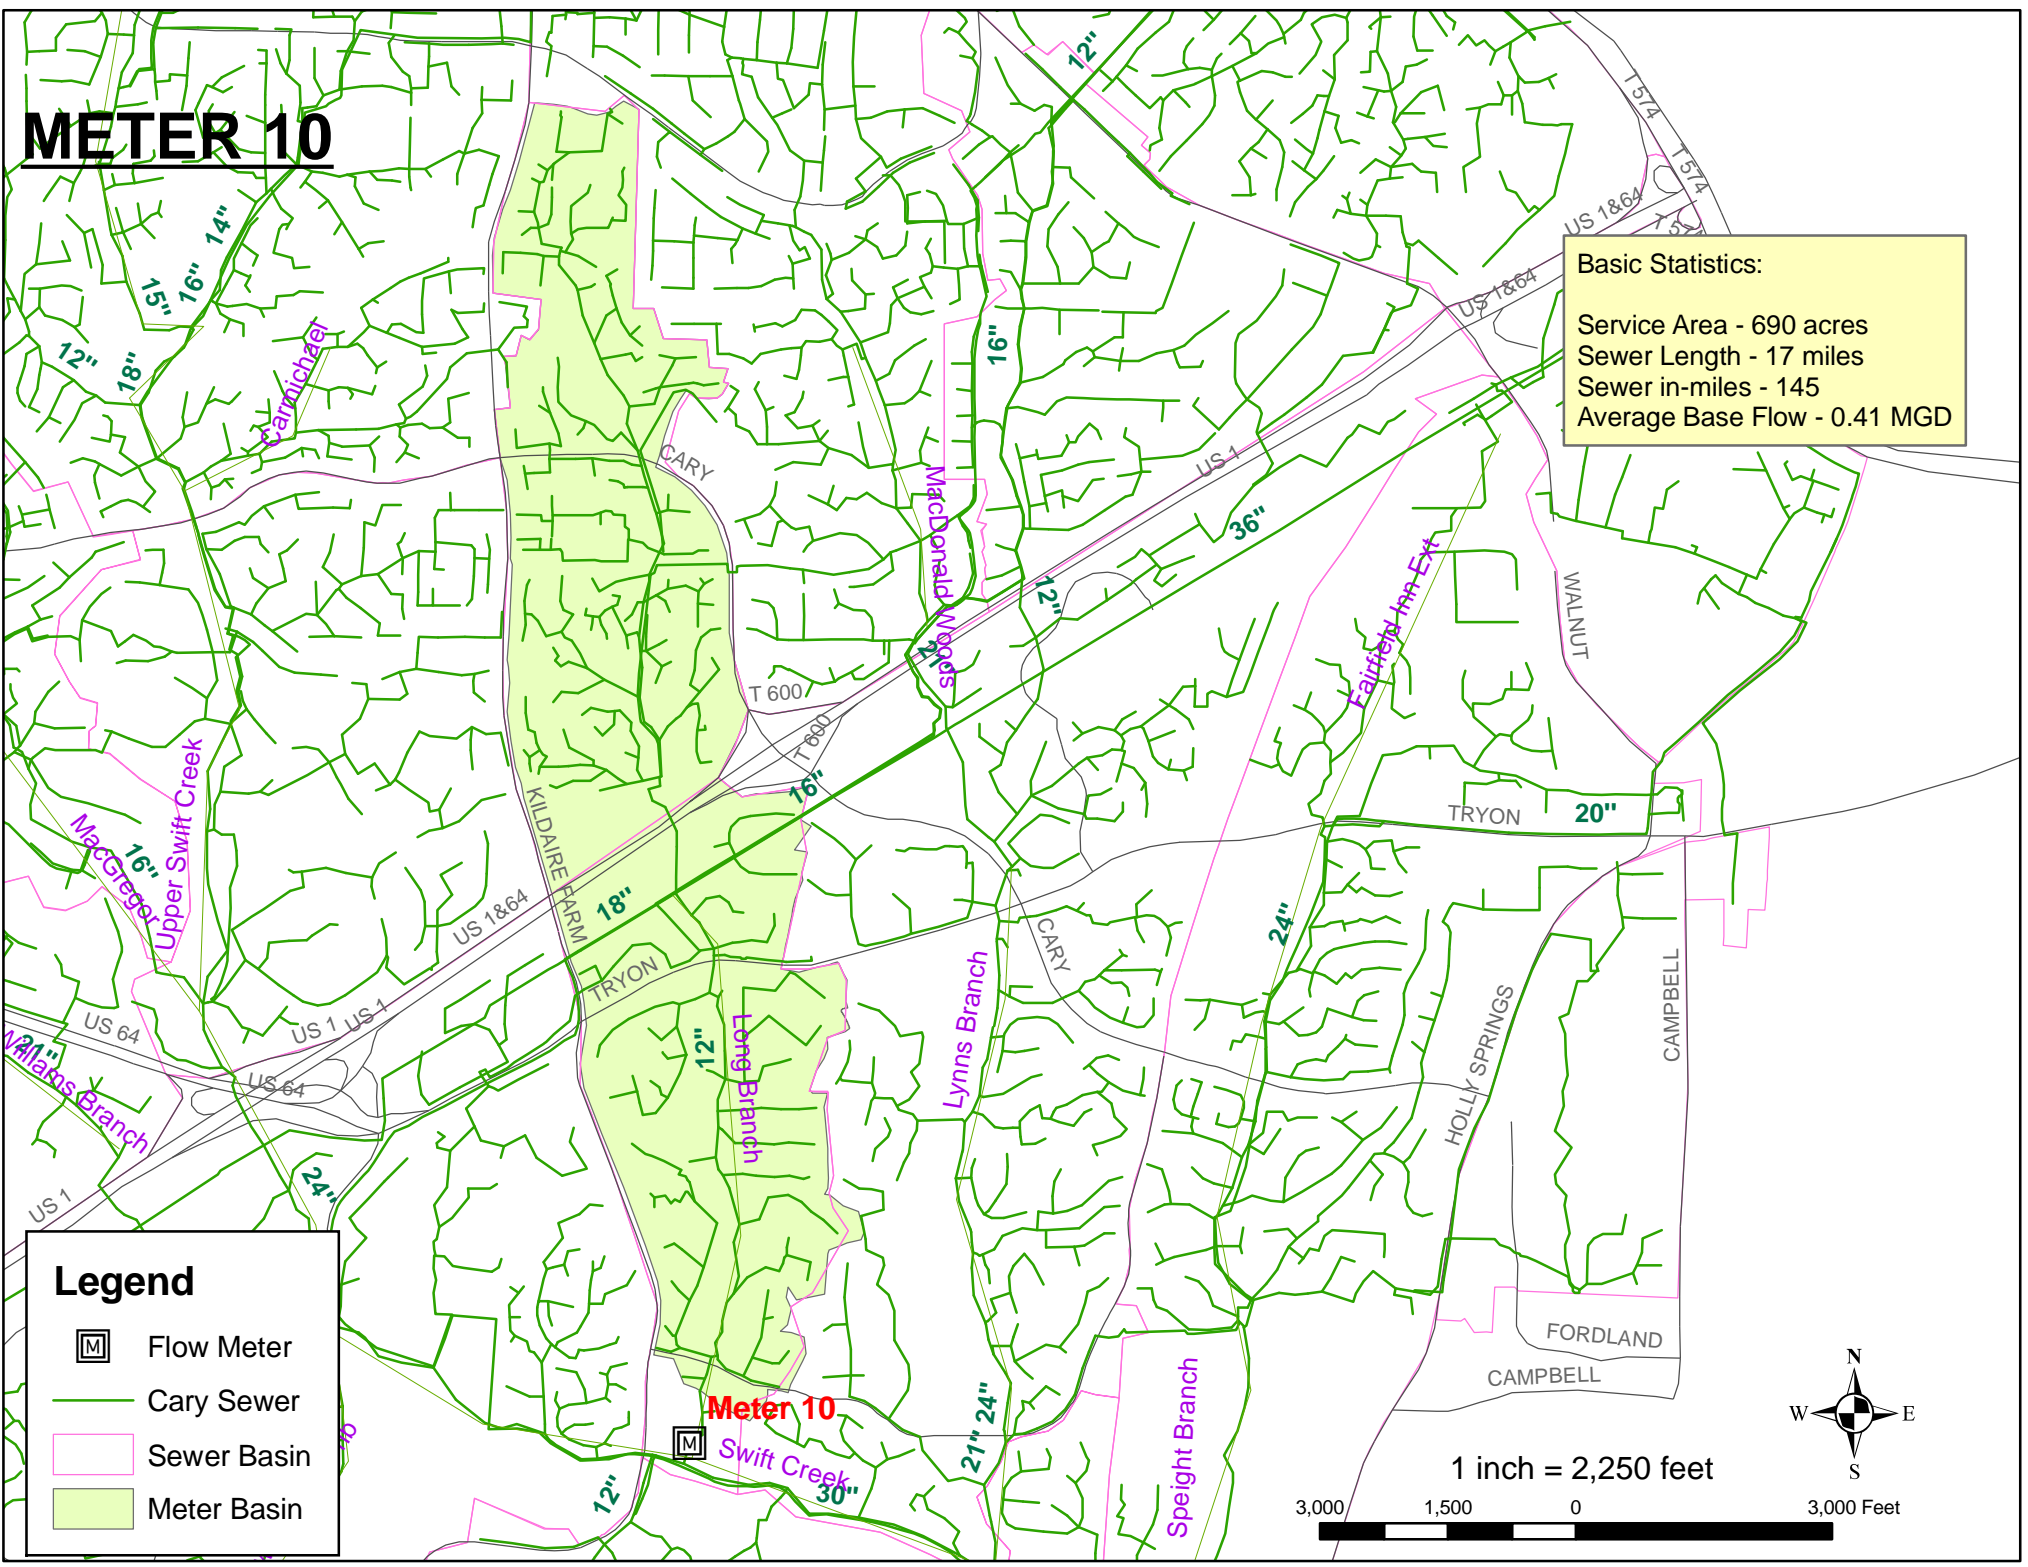 METER 10
12"
T 574
T 574
US 1&64
T 574
14"
16"
15"
US 1&64
Basic Statistics:
Service Area - 690 acres
Sewer Length - 17 miles
Sewer in-miles - 145
Average Base Flow - 0.41 MGD
12"
18"
Carmichael
16"
CARY
US 1
MacDonald Woods
36"
Fairfield Inn Ext
12"
WALNUT
21"
T 600
T 600
16"
Upper Swift Creek
MacGregor
16"
KILDAIRE FARM
TRYON
20"
18"
US 1&64
24"
CARY
TRYON
Lynns Branch
CAMPBELL
HOLLY SPRINGS
US 64
US 1
US 1
21"
Williams Branch
US 64
12"
Long Branch
24"
US 1
Legend
M
Flow Meter
Cary Sewer
Sewer Basin
Meter Basin
FORDLAND
CAMPBELL
Meter 10
M
Swift Creek
30"
12"
21"
24"
Speight Branch
N
W
E
S
1 inch = 2,250 feet
3,000
1,500
0
3,000 Feet